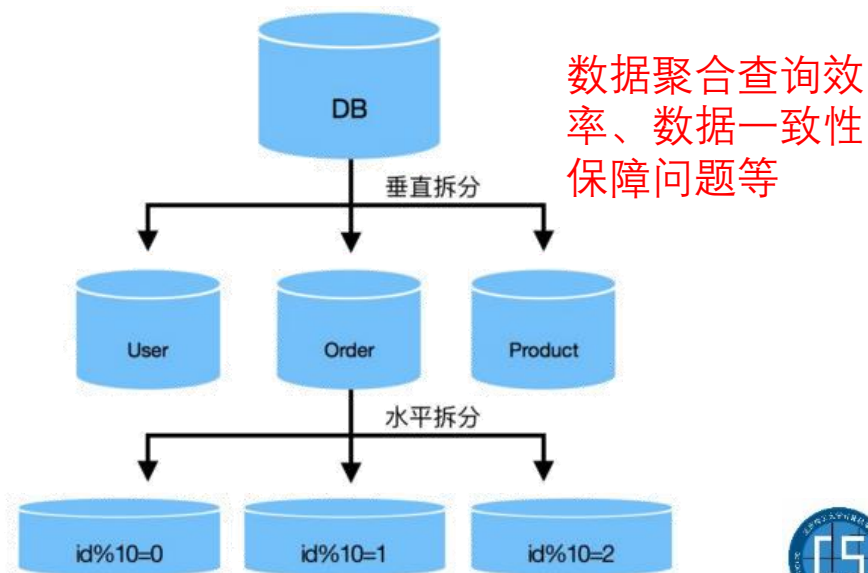 DB
数据聚合查询效
率、数据一致性
保障问题等
垂直拆分
User
Order
Product
水平拆分
id%10=0
id%10=1
id%10=2